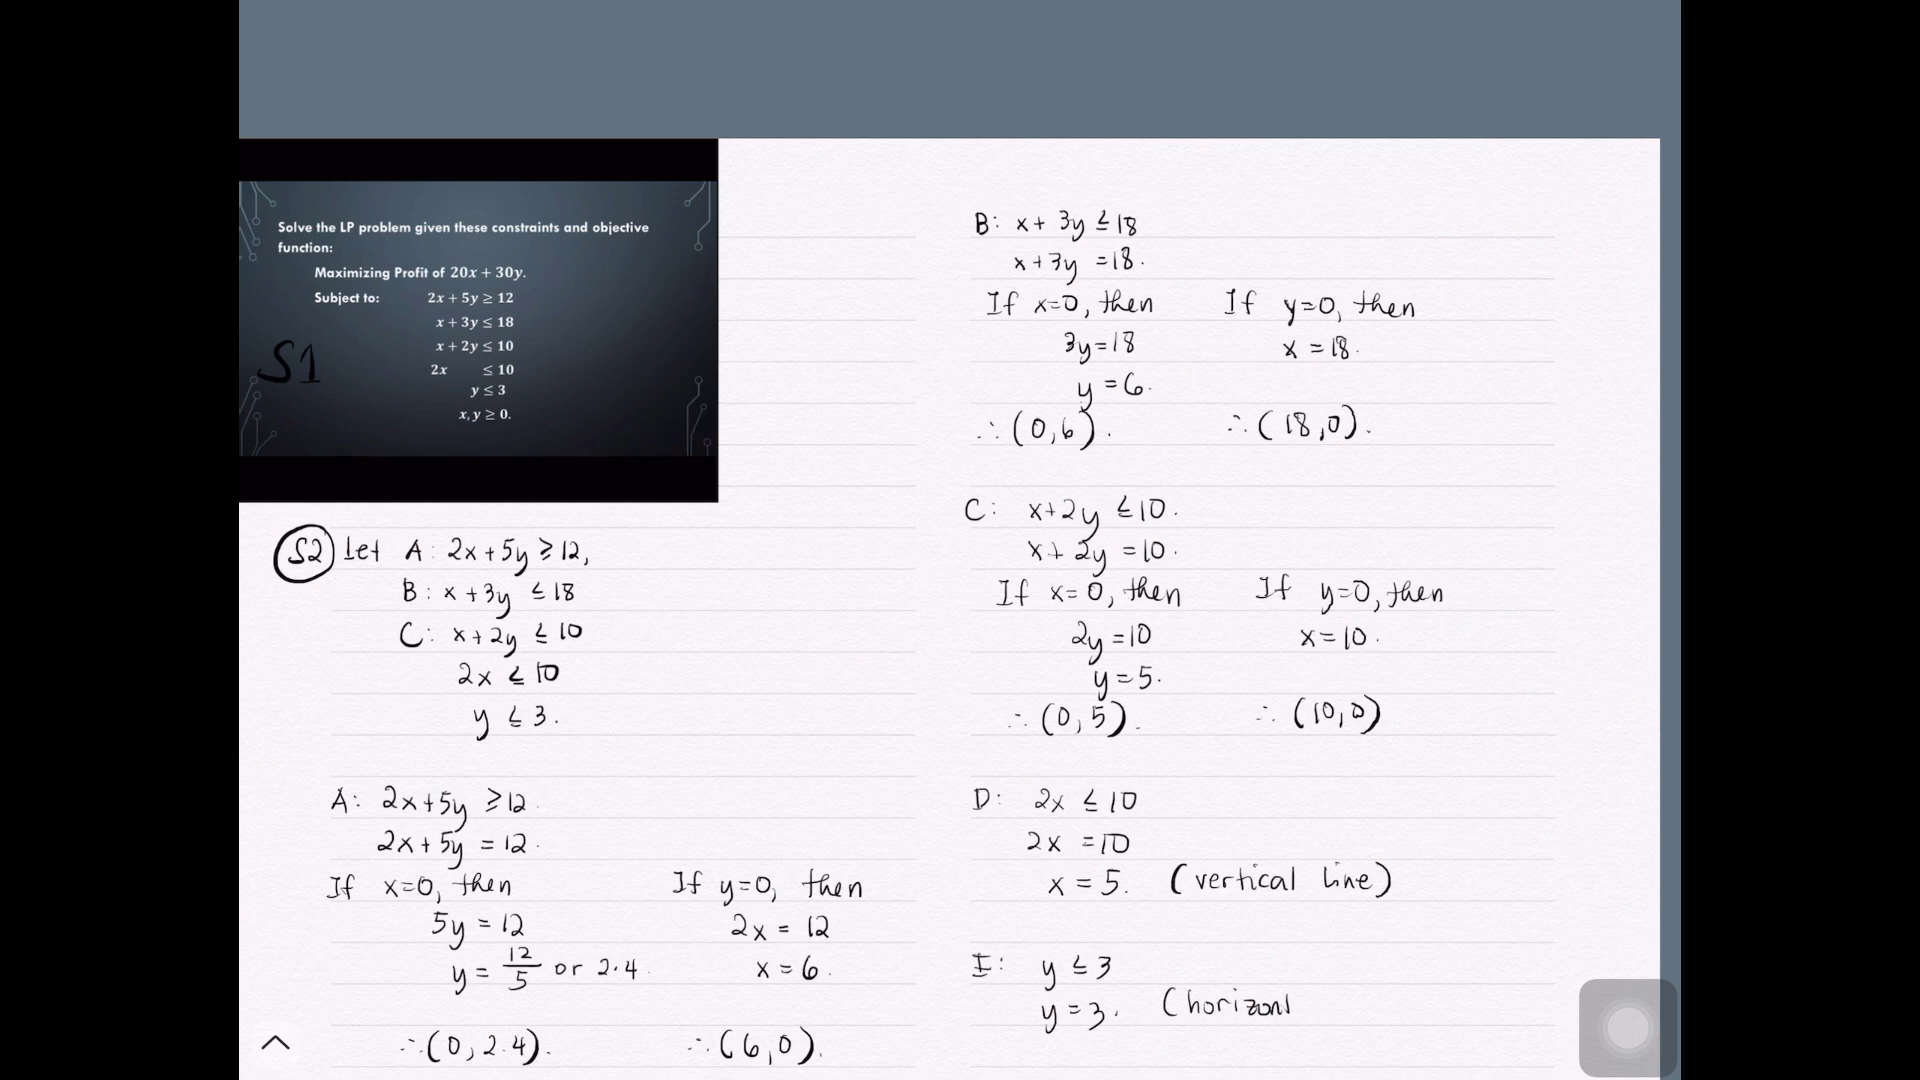 Solve the LP problem given these constraints and objective
function:
Maximizing Profit of 20x + 30y.
Subject to: 2x + 5y ≥ 12
x + 3y ≤ 18
x + 2y ≤ 10
2x ≤ 10
y ≤ 3
x, y ≥ 0.
S1
S2 Let A: 2x + 5y ≥ 12,
B: x + 3y ≤ 18
C: x + 2y ≤ 10
2x ≤ 10
y ≤ 3.
A: 2x + 5y ≥ 12.
2x + 5y = 12.
If x=0, then If y=0, then
5y = 12 2x = 12
y = 12/5 or 2.4. x = 6.
∴ (0, 2.4). ∴ (6, 0).
B: x + 3y ≤ 18
x + 3y = 18.
If x=0, then If y=0, then
3y = 18 x = 18.
y = 6.
∴ (0, 6). ∴ (18, 0).
C: x + 2y ≤ 10.
x + 2y = 10.
If x=0, then If y=0, then
2y = 10 x = 10.
y = 5.
∴ (0, 5). ∴ (10, 0)
D: 2x ≤ 10
2x = 10
x = 5. (vertical line)
I: y ≤ 3
y = 3. (horizon